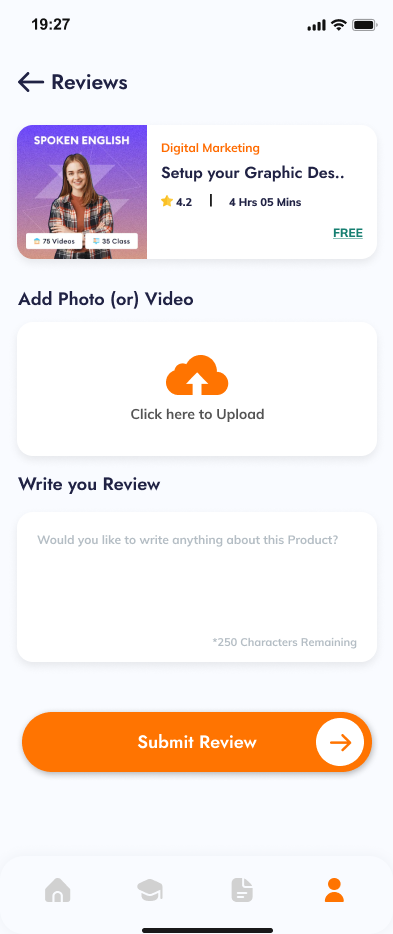 19:27
Reviews
SPOKEN ENGLISH
75 Videos
35 Class
Digital Marketing
Setup your Graphic Des..
4.2 | 4 Hrs 05 Mins
FREE
Add Photo (or) Video
Click here to Upload
Write you Review
Would you like to write anything about this Product?
*250 Characters Remaining
Submit Review